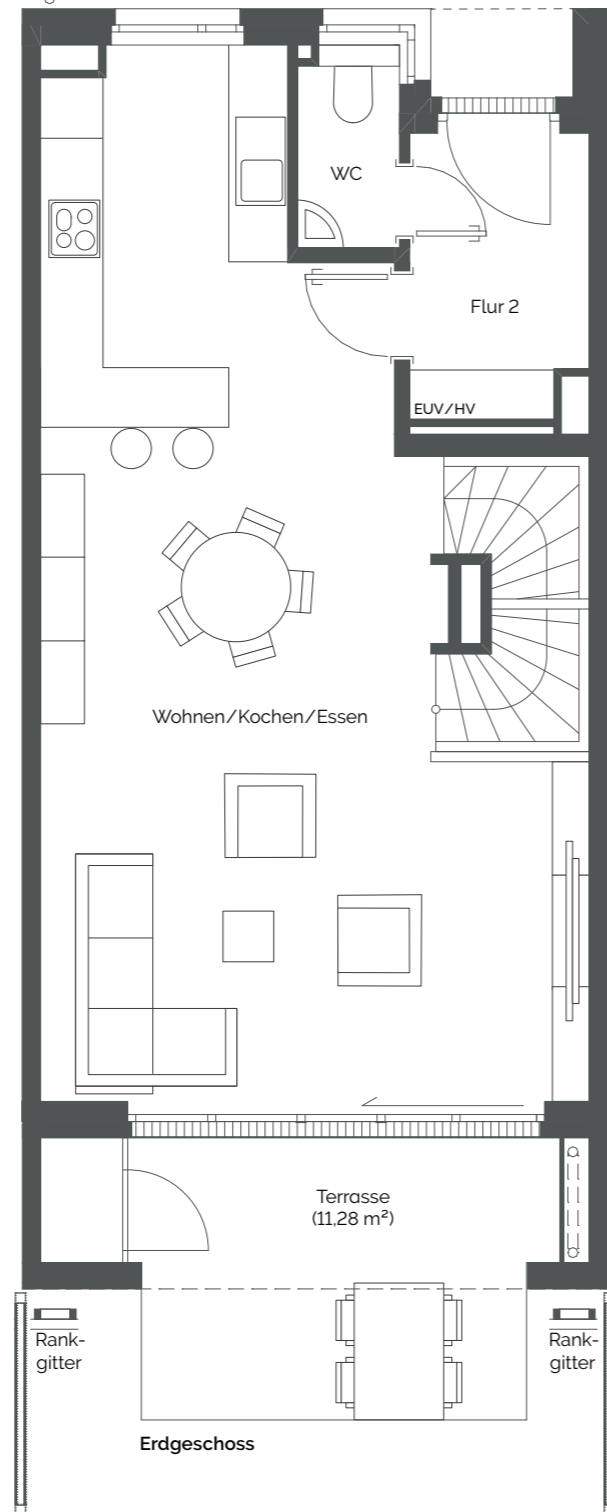 WC
Flur 2
EUV/HV
Wohnen/Kochen/Essen
Terrasse
(11,28 m²)
Rank-
gitter
Rank-
gitter
Erdgeschoss